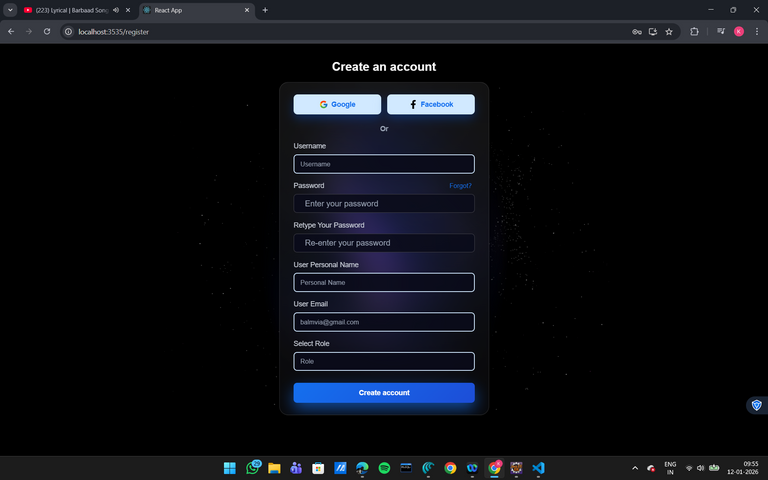 (223) Lyrical | Barbaad Song
React App
localhost:3535/register
K
Create an account
Google
Facebook
Or
Username
Username
Password
Forgot?
Enter your password
Retype Your Password
Re-enter your password
User Personal Name
Personal Name
User Email
balmvia@gmail.com
Select Role
Role
Create account
ENG
IN
09:55
12-01-2026